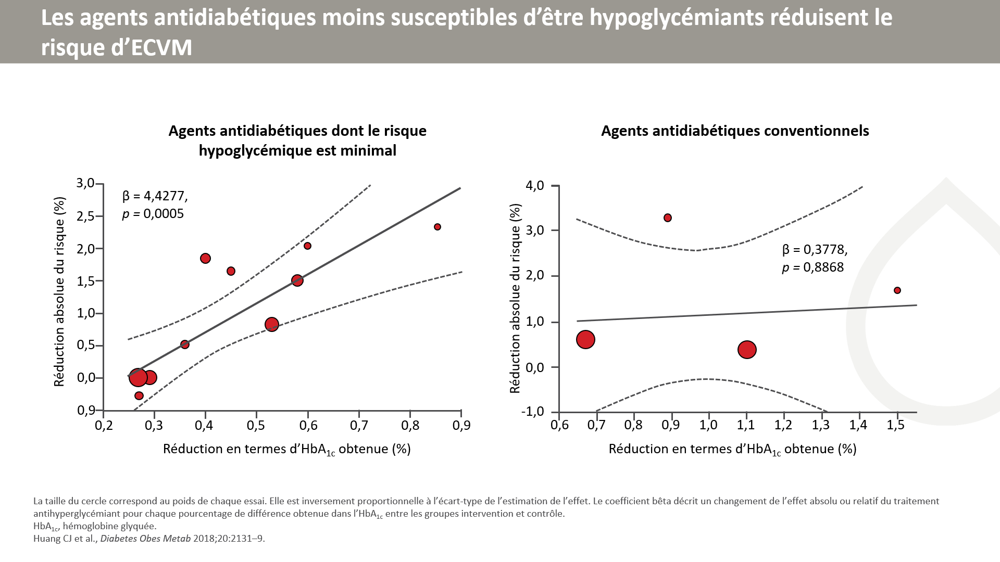 Les agents antidiabétiques moins susceptibles d’être hypoglycémiants réduisent le
risque d’ECVM
Agents antidiabétiques dont le risque
hypoglycémique est minimal
β = 4,4277,
p = 0,0005
Réduction absolue du risque (%)
3,0
2,5
2,0
1,5
1,0
0,5
0,0
0,9
0,2 0,3 0,4 0,5 0,6 0,7 0,8 0,9
Réduction en termes d’HbA1c obtenue (%)
Agents antidiabétiques conventionnels
β = 0,3778,
p = 0,8868
Réduction absolue du risque (%)
4,0
3,0
2,0
1,0
0,0
-1,0
0,6 0,7 0,8 0,9 1,0 1,1 1,2 1,3 1,4 1,5
Réduction en termes d’HbA1c obtenue (%)
La taille du cercle correspond au poids de chaque essai. Elle est inversement proportionnelle à l’écart-type de l’estimation de l’effet. Le coefficient bêta décrit un changement de l’effet absolu ou relatif du traitement
antihyperglycémiant pour chaque pourcentage de différence obtenue dans l’HbA1c entre les groupes intervention et contrôle.
HbA1c, hémoglobine glyquée.
Huang CJ et al., Diabetes Obes Metab 2018;20:2131–9.